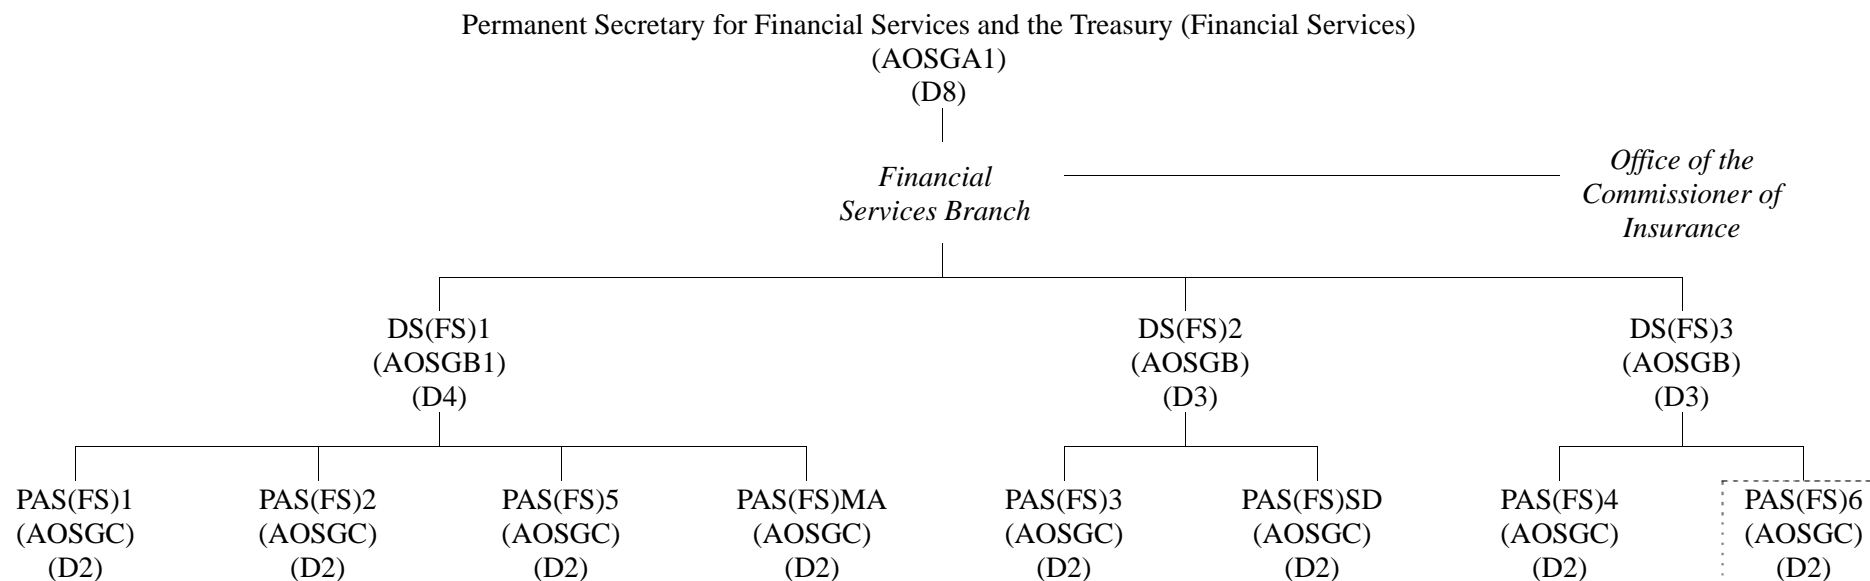 Permanent Secretary for Financial Services and the Treasury (Financial Services)
(AOSGA1)
(D8)
Financial
Services Branch
Office of the
Commissioner of
Insurance
DS(FS)1
(AOSGB1)
(D4)
DS(FS)2
(AOSGB)
(D3)
DS(FS)3
(AOSGB)
(D3)
PAS(FS)1
(AOSGC)
(D2)
PAS(FS)2
(AOSGC)
(D2)
PAS(FS)5
(AOSGC)
(D2)
PAS(FS)MA
(AOSGC)
(D2)
PAS(FS)3
(AOSGC)
(D2)
PAS(FS)SD
(AOSGC)
(D2)
PAS(FS)4
(AOSGC)
(D2)
PAS(FS)6
(AOSGC)
(D2)